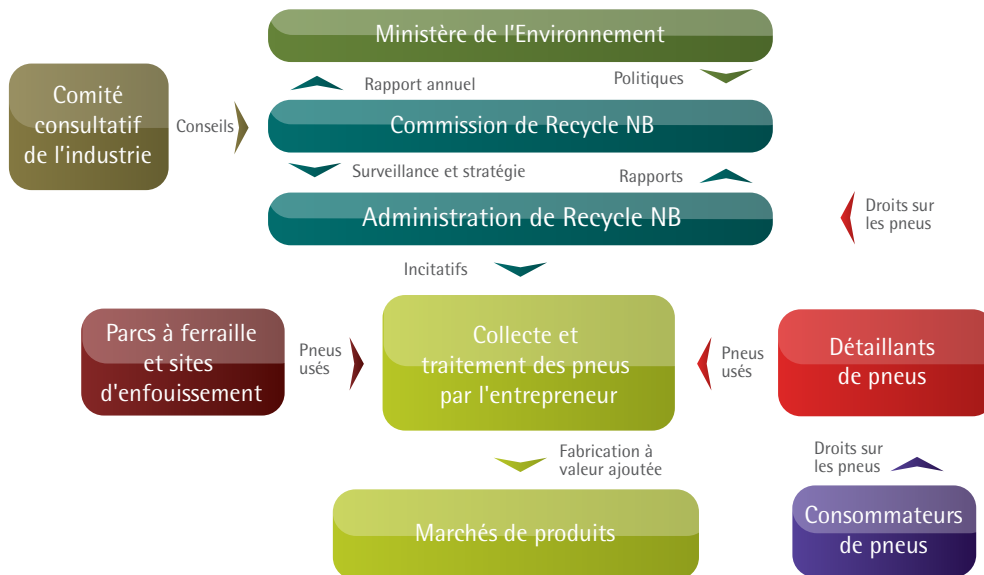 Ministère de l'Environnement
Rapport annuel
Politiques
Comité
consultatif
de l'industrie
Conseils
Commission de Recycle NB
Surveillance et stratégie
Rapports
Administration de Recycle NB
Droits sur
les pneus
Incitatifs
Parcs à ferraille
et sites
d'enfouissement
Pneus
usés
Collecte et
traitement des pneus
par l'entrepreneur
Pneus
usés
Détaillants
de pneus
Fabrication à
valeur ajoutée
Droits sur
les pneus
Marchés de produits
Consommateurs
de pneus